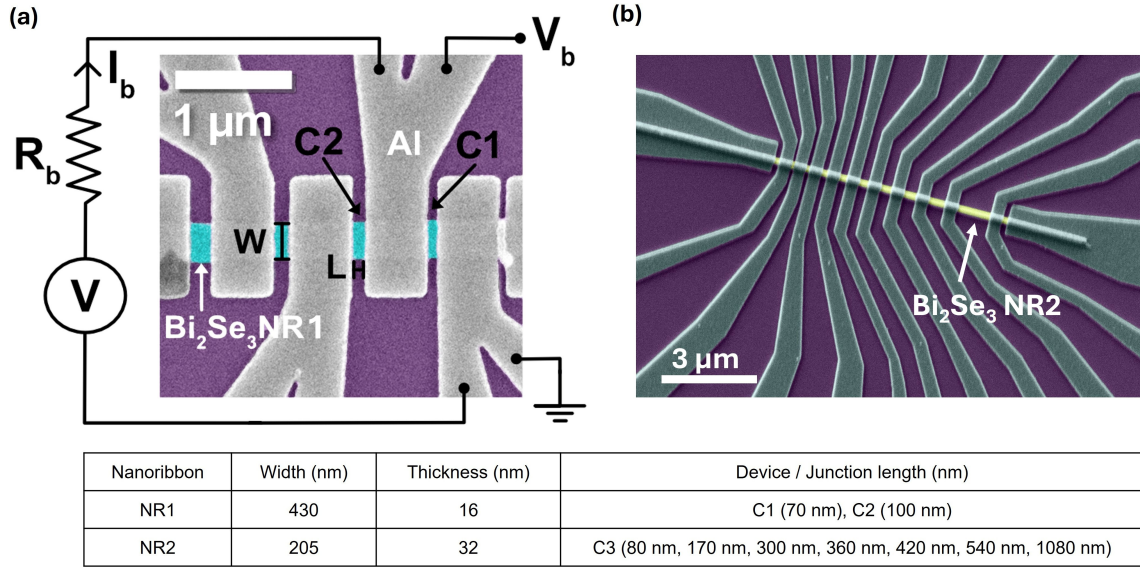 (a)
(b)
V_b
I_b
1 μm
R_b
C2
Al
C1
W
L
V
Bi₂Se₃NR1
Bi₂Se₃ NR2
3 μm
Nanoribbon Width (nm) Thickness (nm) Device / Junction length (nm)
NR1 430 16 C1 (70 nm), C2 (100 nm)
NR2 205 32 C3 (80 nm, 170 nm, 300 nm, 360 nm, 420 nm, 540 nm, 1080 nm)